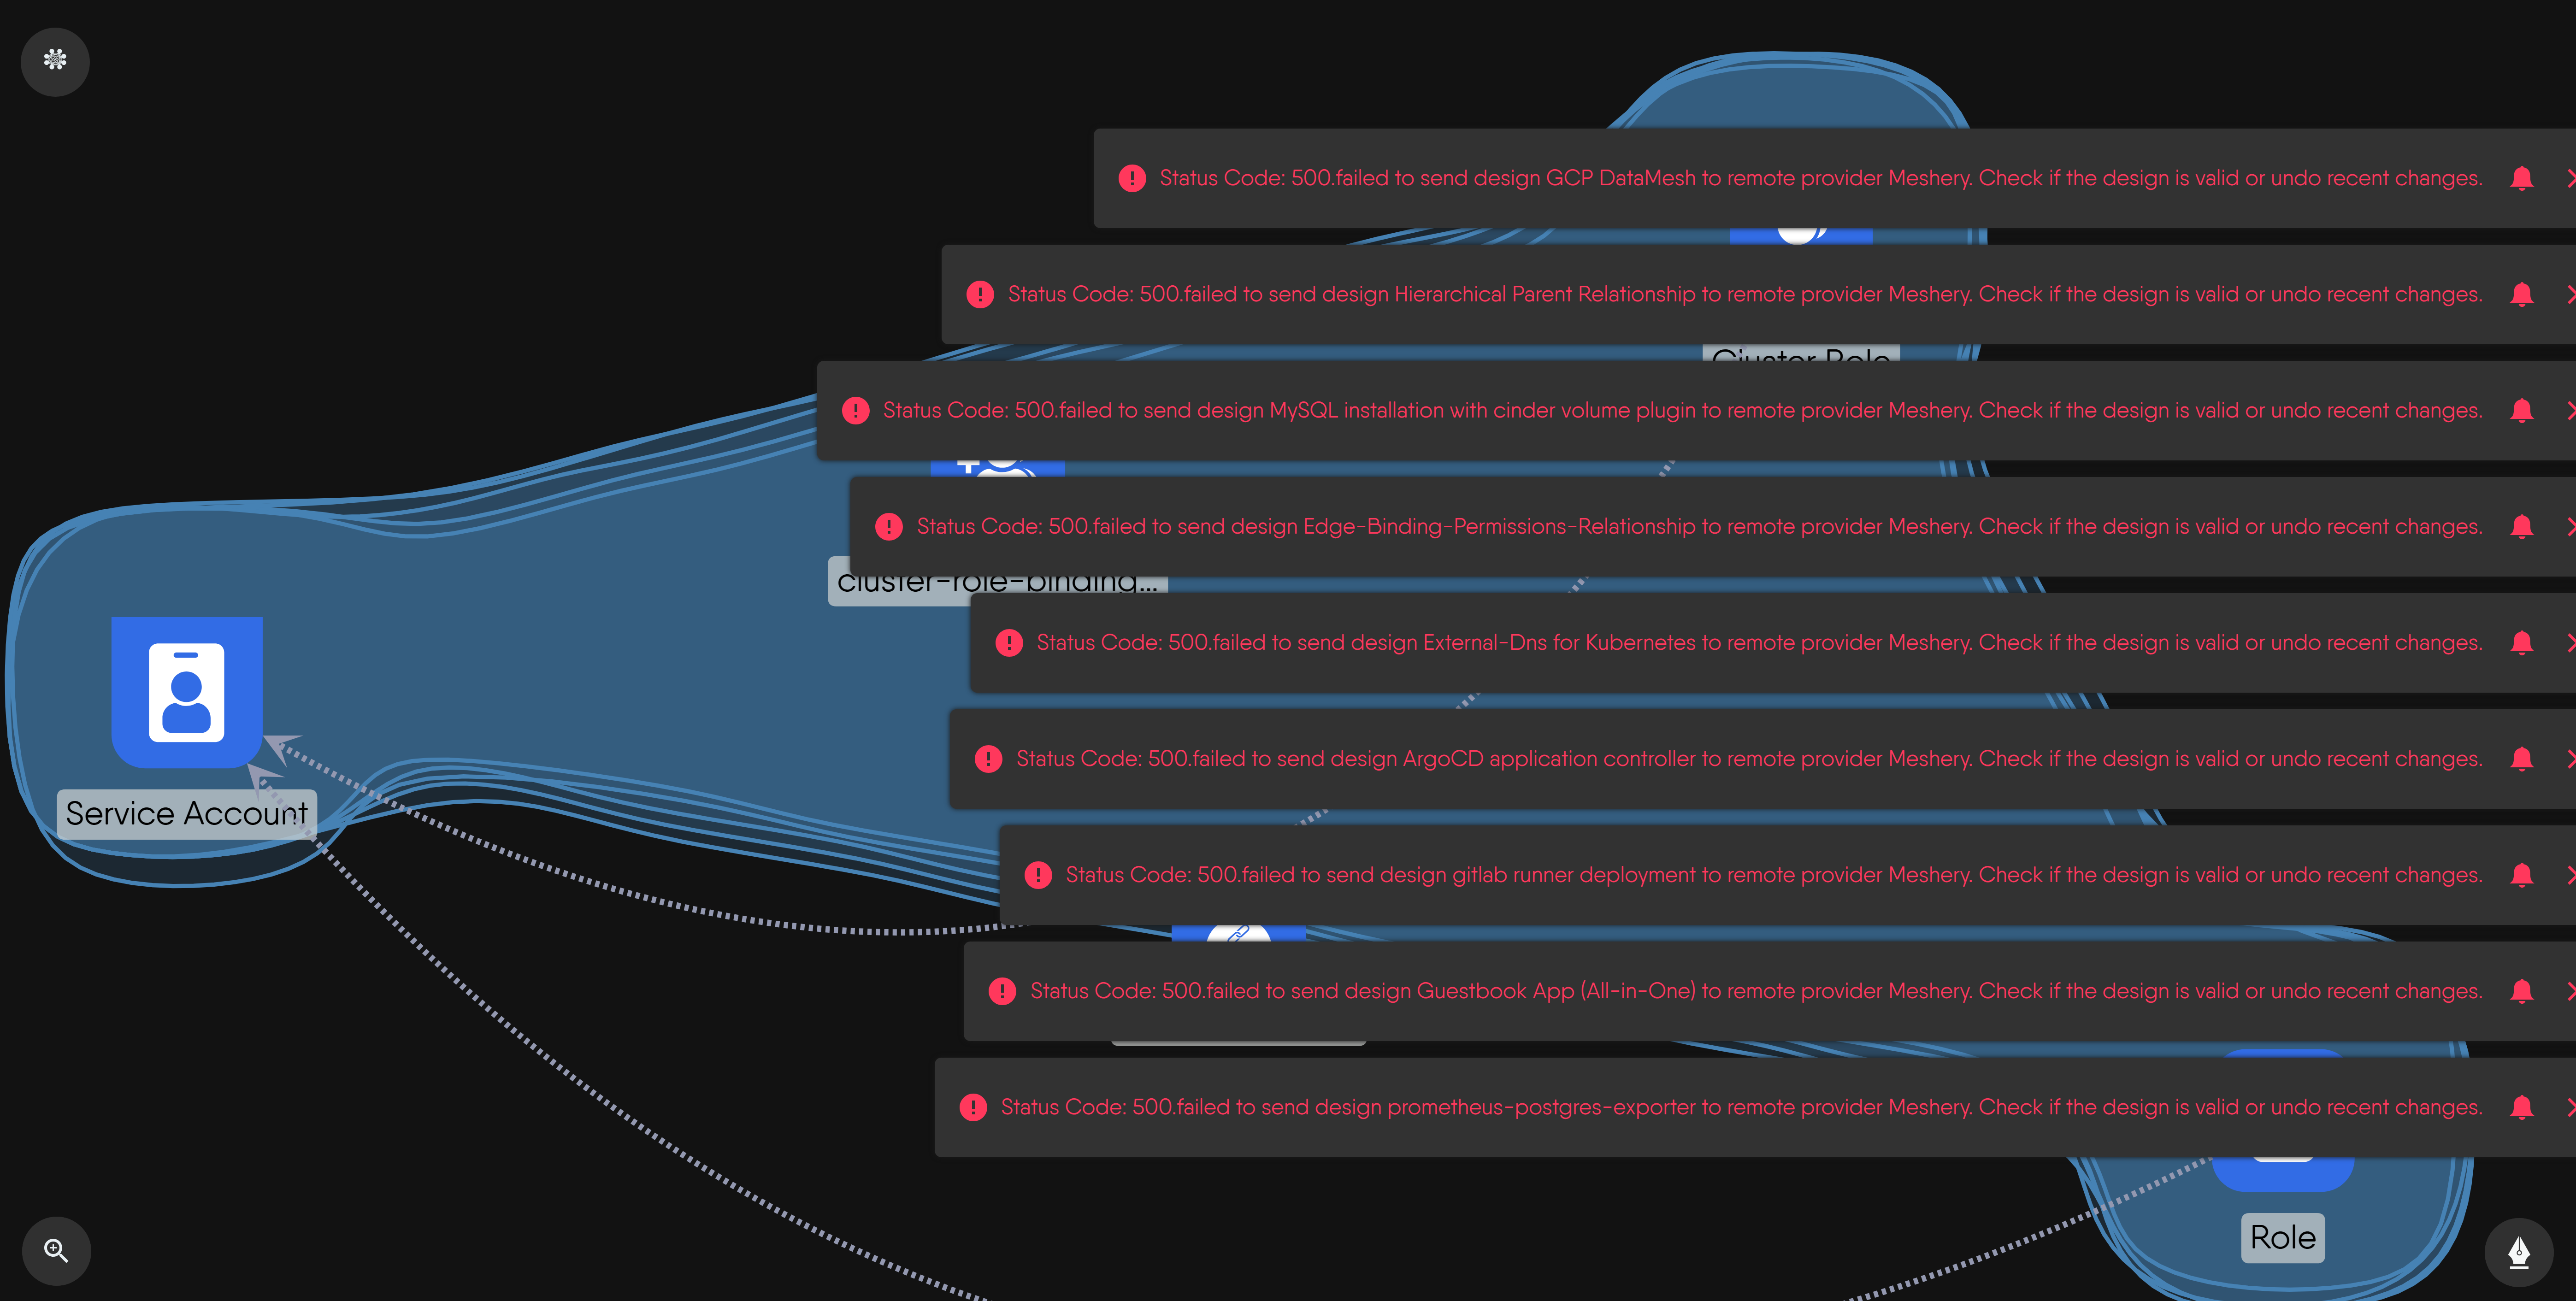 Status Code: 500.failed to send design GCP DataMesh to remote provider Meshery. Check if the design is valid or undo recent changes.
Status Code: 500.failed to send design Hierarchical Parent Relationship to remote provider Meshery. Check if the design is valid or undo recent changes.
Cluster Role
Status Code: 500.failed to send design MySQL installation with cinder volume plugin to remote provider Meshery. Check if the design is valid or undo recent changes.
Status Code: 500.failed to send design Edge-Binding-Permissions-Relationship to remote provider Meshery. Check if the design is valid or undo recent changes.
cluster-role-binding...
Status Code: 500.failed to send design External-Dns for Kubernetes to remote provider Meshery. Check if the design is valid or undo recent changes.
Status Code: 500.failed to send design ArgoCD application controller to remote provider Meshery. Check if the design is valid or undo recent changes.
Service Account
Status Code: 500.failed to send design gitlab runner deployment to remote provider Meshery. Check if the design is valid or undo recent changes.
Status Code: 500.failed to send design Guestbook App (All-in-One) to remote provider Meshery. Check if the design is valid or undo recent changes.
Status Code: 500.failed to send design prometheus-postgres-exporter to remote provider Meshery. Check if the design is valid or undo recent changes.
Role